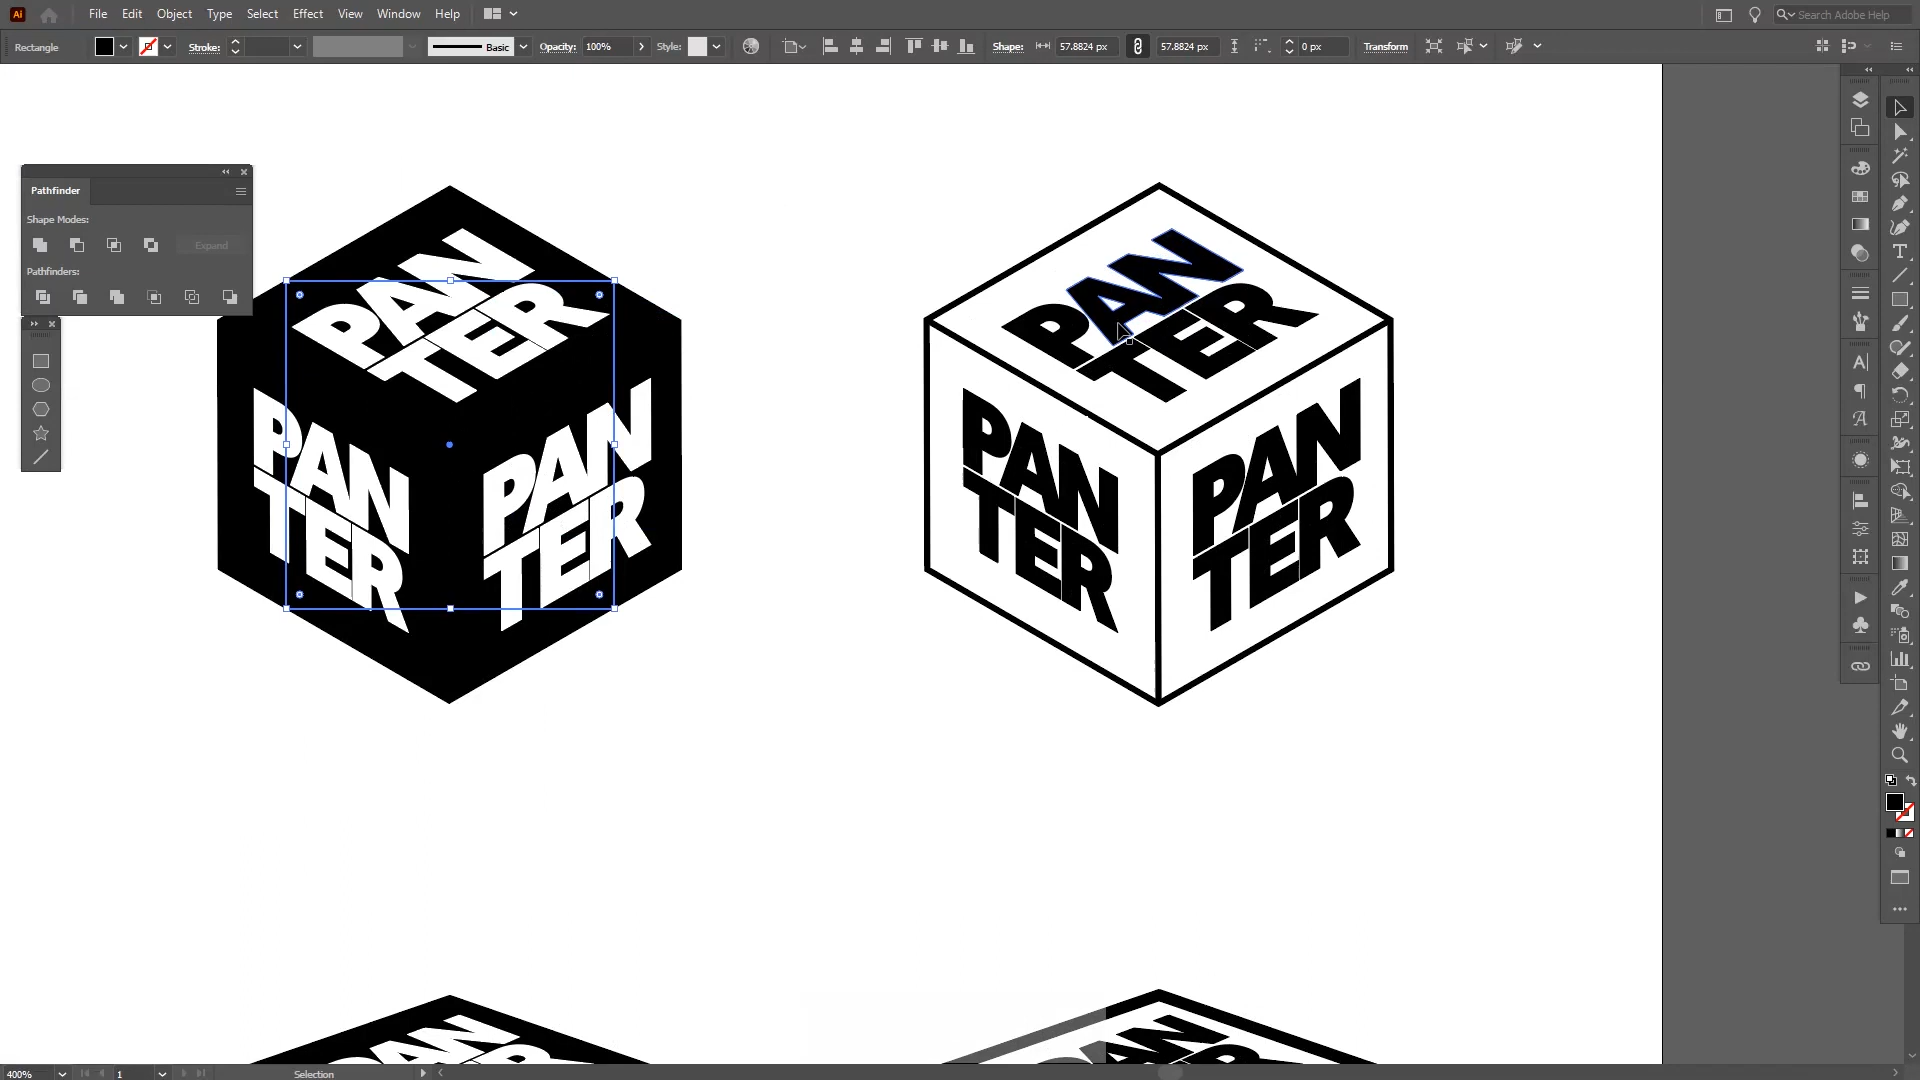 Ai File Edit Object Type Select Effect View Window Help Search Adobe Help
Rectangle Stroke: Basic Opacity: 100% Style: Shape: 57.8824 px 57.8824 px 0 px Transform
Pathfinder
Shape Modes:
Expand
Pathfinders:
PAN
TER
PAN
TER
PAN
TER
PAN
TER
PAN
TER
PAN
TER
400% 1 Selection